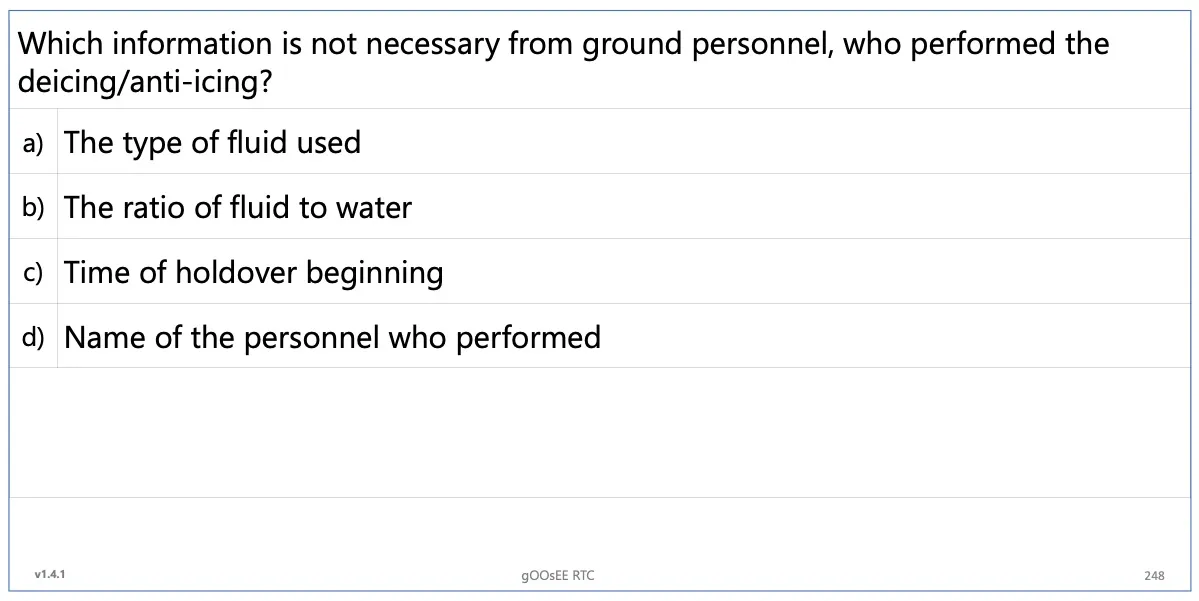 Which information is not necessary from ground personnel, who performed the
deicing/anti-icing?
a) The type of fluid used
b) The ratio of fluid to water
c) Time of holdover beginning
d) Name of the personnel who performed
v1.4.1 gOOsEE RTC 248